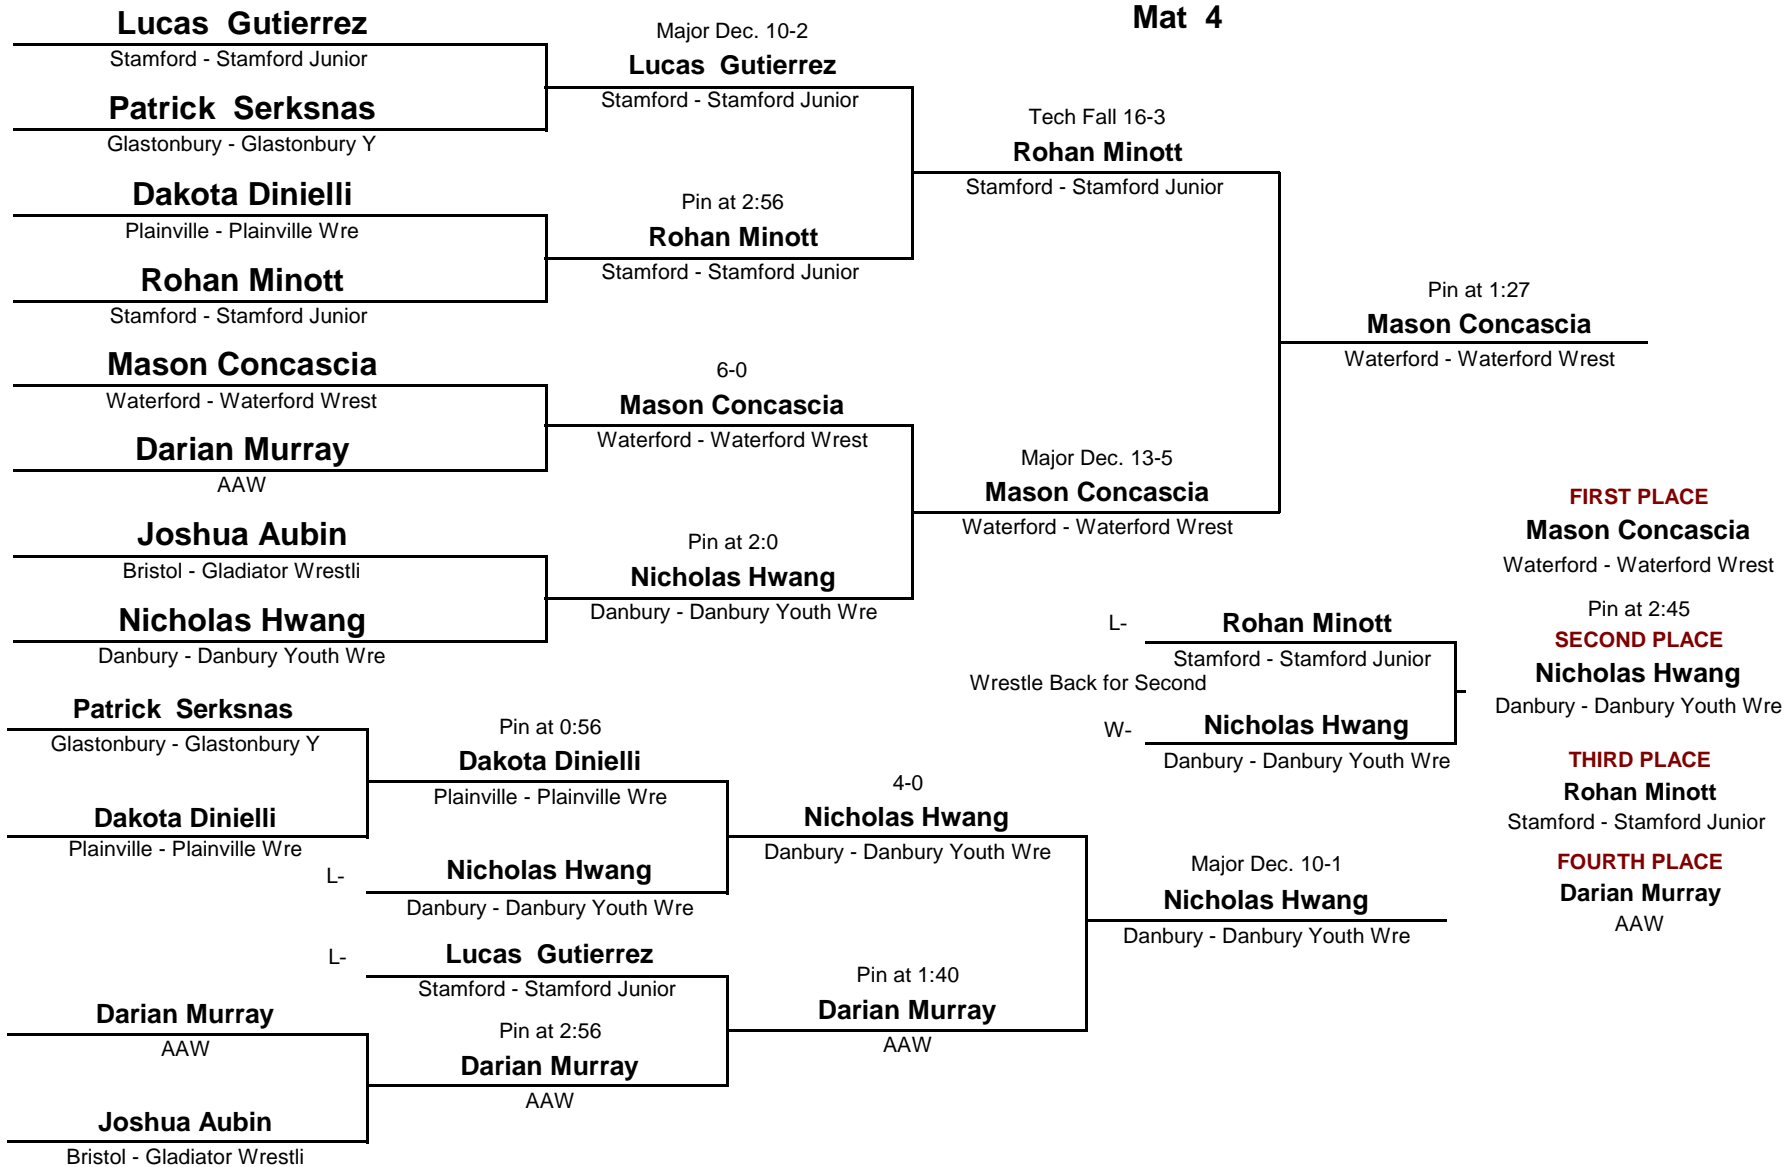 Mat 4
Lucas Gutierrez
Stamford - Stamford Junior
Patrick Serksnas
Glastonbury - Glastonbury Y
Dakota Dinielli
Plainville - Plainville Wre
Rohan Minott
Stamford - Stamford Junior
Mason Concascia
Waterford - Waterford Wrest
Darian Murray
AAW
Joshua Aubin
Bristol - Gladiator Wrestli
Nicholas Hwang
Danbury - Danbury Youth Wre
Major Dec. 10-2
Lucas Gutierrez
Stamford - Stamford Junior
Pin at 2:56
Rohan Minott
Stamford - Stamford Junior
6-0
Mason Concascia
Waterford - Waterford Wrest
Pin at 2:0
Nicholas Hwang
Danbury - Danbury Youth Wre
Tech Fall 16-3
Rohan Minott
Stamford - Stamford Junior
Major Dec. 13-5
Mason Concascia
Waterford - Waterford Wrest
Pin at 1:27
Mason Concascia
Waterford - Waterford Wrest
Patrick Serksnas
Glastonbury - Glastonbury Y
Dakota Dinielli
Plainville - Plainville Wre
Darian Murray
AAW
Joshua Aubin
Bristol - Gladiator Wrestli
Pin at 0:56
Dakota Dinielli
Plainville - Plainville Wre
L-
Nicholas Hwang
Danbury - Danbury Youth Wre
L-
Lucas Gutierrez
Stamford - Stamford Junior
Pin at 2:56
Darian Murray
AAW
4-0
Nicholas Hwang
Danbury - Danbury Youth Wre
Pin at 1:40
Darian Murray
AAW
Major Dec. 10-1
Nicholas Hwang
Danbury - Danbury Youth Wre
L-
Rohan Minott
Stamford - Stamford Junior
Wrestle Back for Second
W-
Nicholas Hwang
Danbury - Danbury Youth Wre
FIRST PLACE
Mason Concascia
Waterford - Waterford Wrest
Pin at 2:45
SECOND PLACE
Nicholas Hwang
Danbury - Danbury Youth Wre
THIRD PLACE
Rohan Minott
Stamford - Stamford Junior
FOURTH PLACE
Darian Murray
AAW